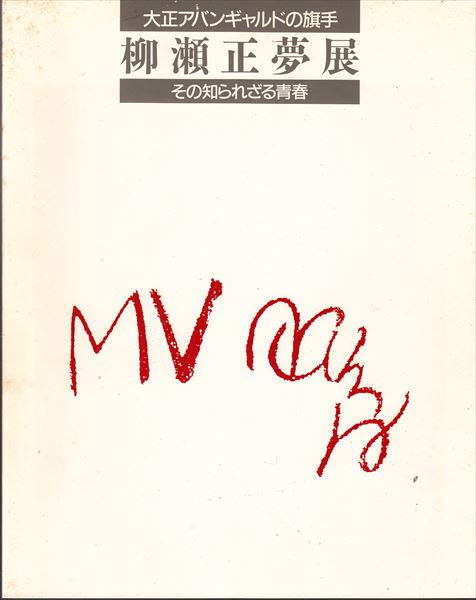 大正アバンギャルドの旗手
柳瀬正夢展
その知られざる青春
MV